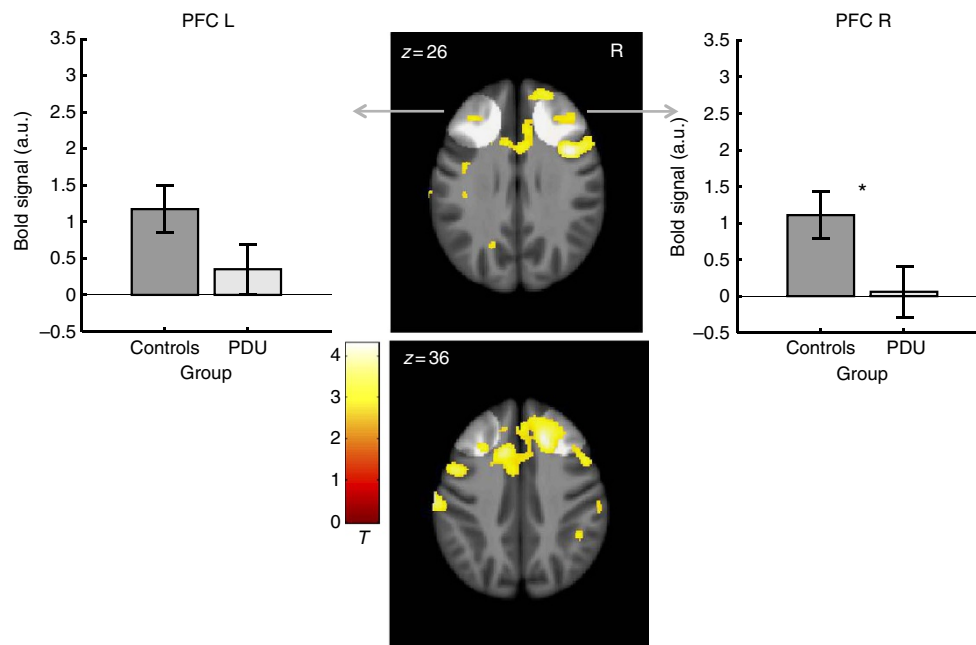 PFC L
3.5
3
2.5
2
1.5
1
0.5
0
–0.5
Bold signal (a.u.)
Controls PDU
Group
z = 26 R
PFC R
3.5
3
2.5
2
1.5
1
0.5
0
–0.5
Bold signal (a.u.)
*
Controls PDU
Group
4
3
2
1
0
T
z = 36